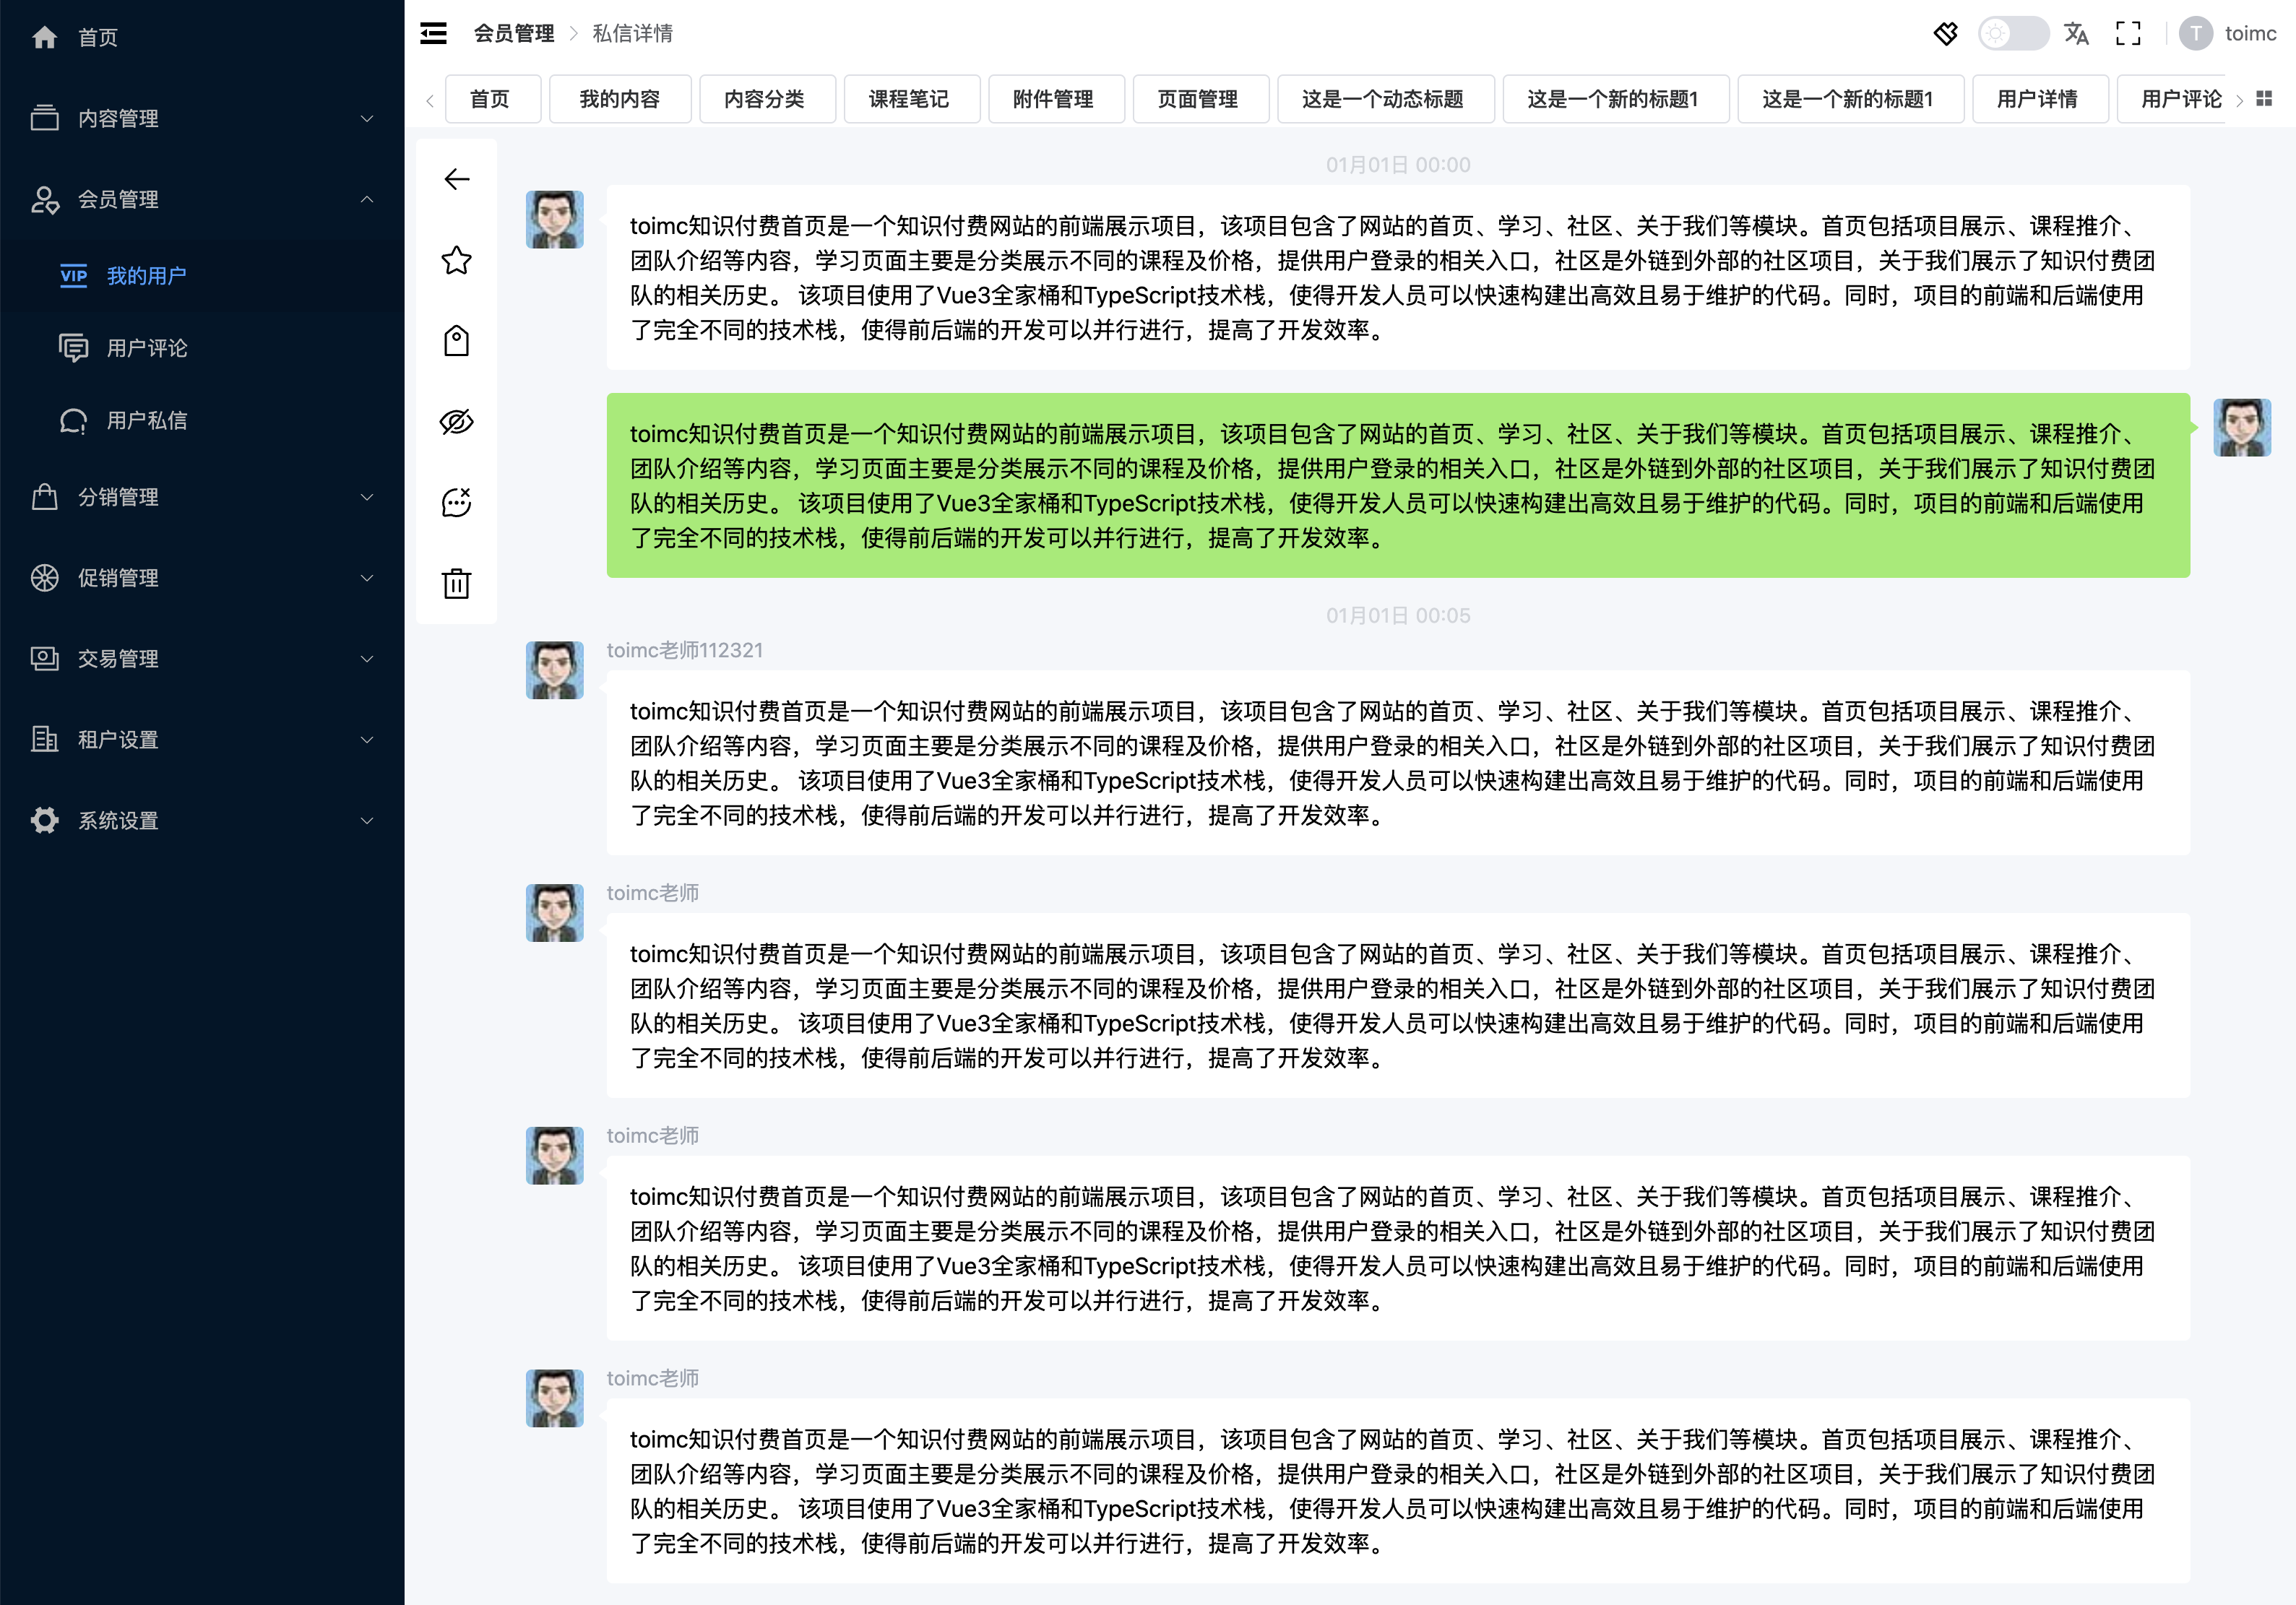 首页
内容管理
会员管理
VIP 我的用户
用户评论
用户私信
分销管理
促销管理
交易管理
租户设置
系统设置
会员管理 > 私信详情
T toimc
首页 我的内容 内容分类 课程笔记 附件管理 页面管理 这是一个动态标题 这是一个新的标题1 这是一个新的标题1 用户详情 用户评论
01月01日 00:00
toimc知识付费首页是一个知识付费网站的前端展示项目，该项目包含了网站的首页、学习、社区、关于我们等模块。首页包括项目展示、课程推介、
团队介绍等内容，学习页面主要是分类展示不同的课程及价格，提供用户登录的相关入口，社区是外链到外部的社区项目，关于我们展示了知识付费团
队的相关历史。 该项目使用了Vue3全家桶和TypeScript技术栈，使得开发人员可以快速构建出高效且易于维护的代码。同时，项目的前端和后端使用
了完全不同的技术栈，使得前后端的开发可以并行进行，提高了开发效率。
toimc知识付费首页是一个知识付费网站的前端展示项目，该项目包含了网站的首页、学习、社区、关于我们等模块。首页包括项目展示、课程推介、
团队介绍等内容，学习页面主要是分类展示不同的课程及价格，提供用户登录的相关入口，社区是外链到外部的社区项目，关于我们展示了知识付费团
队的相关历史。 该项目使用了Vue3全家桶和TypeScript技术栈，使得开发人员可以快速构建出高效且易于维护的代码。同时，项目的前端和后端使用
了完全不同的技术栈，使得前后端的开发可以并行进行，提高了开发效率。
01月01日 00:05
toimc老师112321
toimc知识付费首页是一个知识付费网站的前端展示项目，该项目包含了网站的首页、学习、社区、关于我们等模块。首页包括项目展示、课程推介、
团队介绍等内容，学习页面主要是分类展示不同的课程及价格，提供用户登录的相关入口，社区是外链到外部的社区项目，关于我们展示了知识付费团
队的相关历史。 该项目使用了Vue3全家桶和TypeScript技术栈，使得开发人员可以快速构建出高效且易于维护的代码。同时，项目的前端和后端使用
了完全不同的技术栈，使得前后端的开发可以并行进行，提高了开发效率。
toimc老师
toimc知识付费首页是一个知识付费网站的前端展示项目，该项目包含了网站的首页、学习、社区、关于我们等模块。首页包括项目展示、课程推介、
团队介绍等内容，学习页面主要是分类展示不同的课程及价格，提供用户登录的相关入口，社区是外链到外部的社区项目，关于我们展示了知识付费团
队的相关历史。 该项目使用了Vue3全家桶和TypeScript技术栈，使得开发人员可以快速构建出高效且易于维护的代码。同时，项目的前端和后端使用
了完全不同的技术栈，使得前后端的开发可以并行进行，提高了开发效率。
toimc老师
toimc知识付费首页是一个知识付费网站的前端展示项目，该项目包含了网站的首页、学习、社区、关于我们等模块。首页包括项目展示、课程推介、
团队介绍等内容，学习页面主要是分类展示不同的课程及价格，提供用户登录的相关入口，社区是外链到外部的社区项目，关于我们展示了知识付费团
队的相关历史。 该项目使用了Vue3全家桶和TypeScript技术栈，使得开发人员可以快速构建出高效且易于维护的代码。同时，项目的前端和后端使用
了完全不同的技术栈，使得前后端的开发可以并行进行，提高了开发效率。
toimc老师
toimc知识付费首页是一个知识付费网站的前端展示项目，该项目包含了网站的首页、学习、社区、关于我们等模块。首页包括项目展示、课程推介、
团队介绍等内容，学习页面主要是分类展示不同的课程及价格，提供用户登录的相关入口，社区是外链到外部的社区项目，关于我们展示了知识付费团
队的相关历史。 该项目使用了Vue3全家桶和TypeScript技术栈，使得开发人员可以快速构建出高效且易于维护的代码。同时，项目的前端和后端使用
了完全不同的技术栈，使得前后端的开发可以并行进行，提高了开发效率。